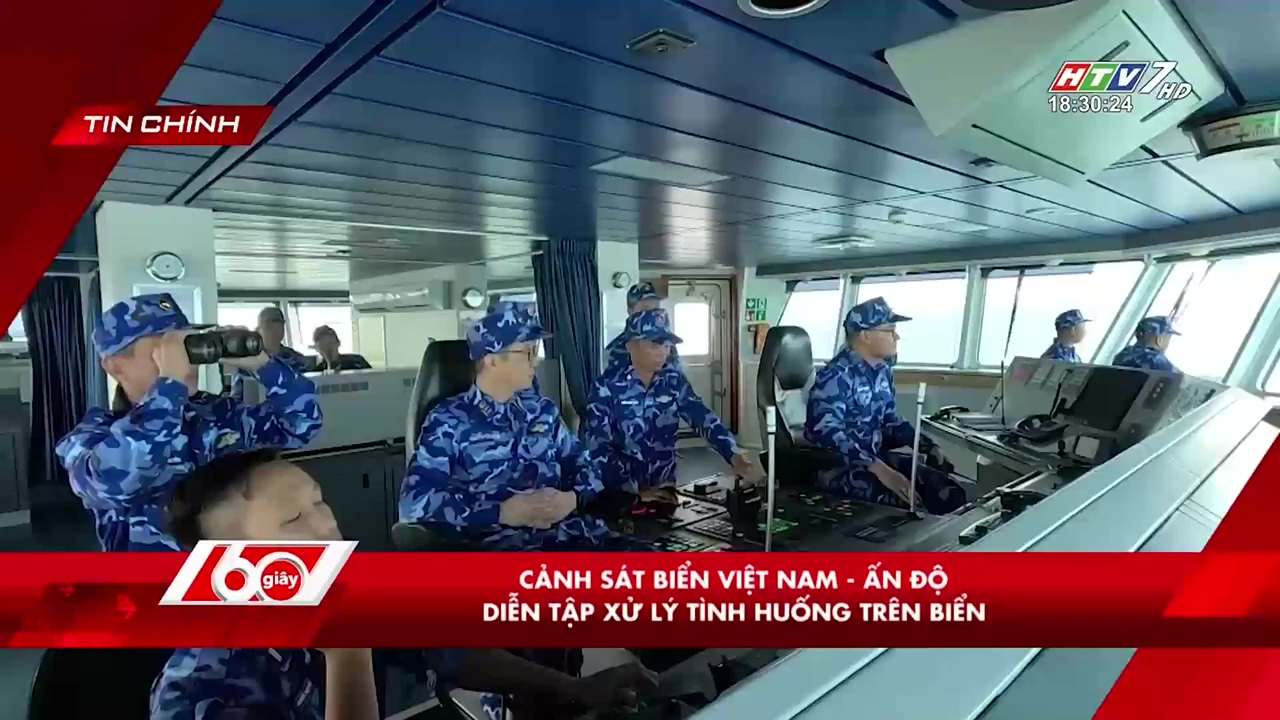 TIN CHÍNH
HTV7 HD
18:30:24
60 giây
CẢNH SÁT BIỂN VIỆT NAM - ẤN ĐỘ
DIỄN TẬP XỬ LÝ TÌNH HUỐNG TRÊN BIỂN